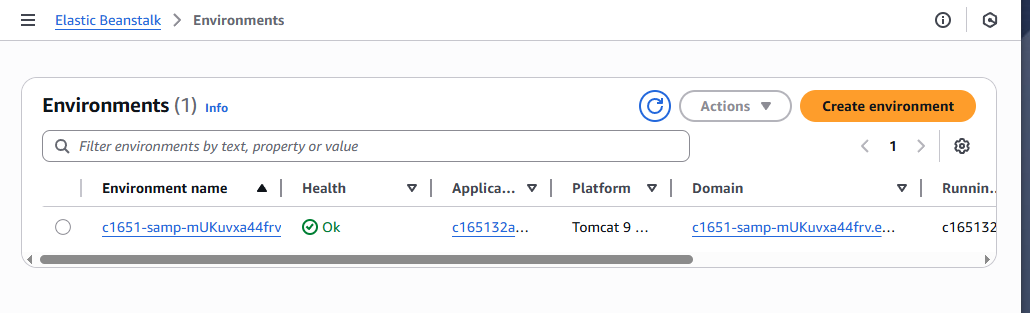 Elastic Beanstalk > Environments
Environments (1) Info
Actions Create environment
Filter environments by text, property or value
1
Environment name Health Applica... Platform Domain Runnin...
c1651-samp-mUKuvxa44frv Ok c165132a... Tomcat 9 ... c1651-samp-mUKuvxa44frv.e... c165132